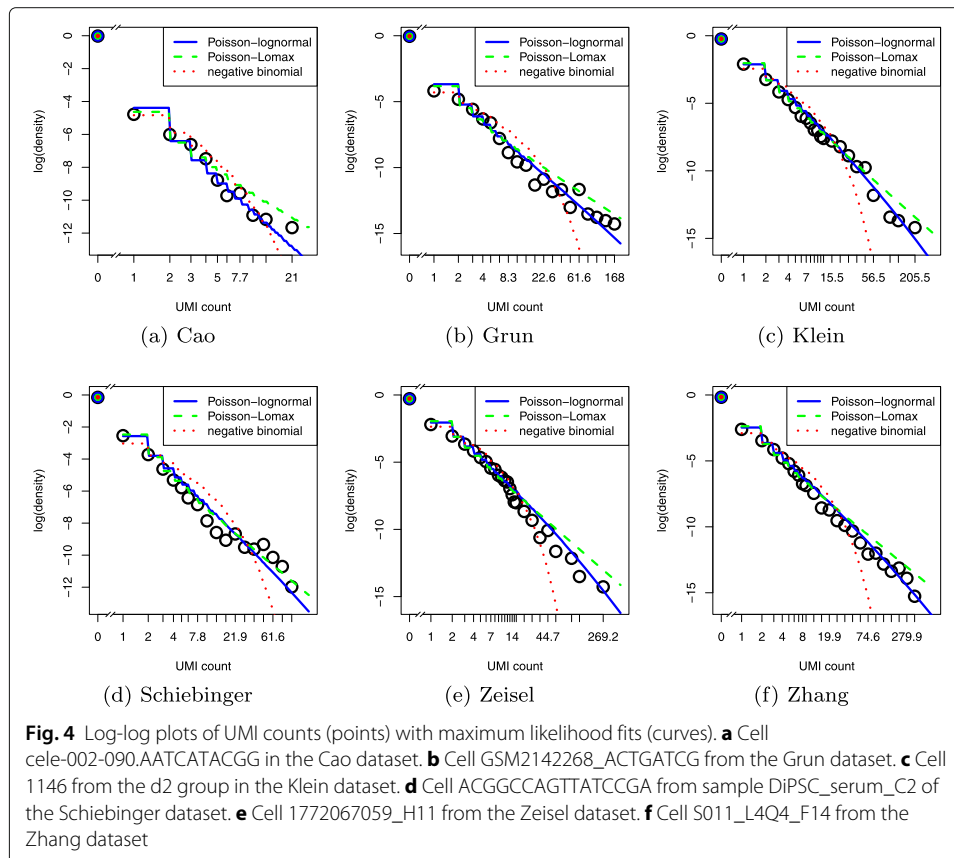 0
−2
−4
−6
−8
−10
−12
log(density)
Poisson−lognormal
Poisson−Lomax
negative binomial
0 1 2 3 5 7.7 21
UMI count
(a) Cao
0
−5
−10
−15
log(density)
Poisson−lognormal
Poisson−Lomax
negative binomial
0 1 2 4 8.3 22.6 61.6 168
UMI count
(b) Grun
0
−5
−10
−15
log(density)
Poisson−lognormal
Poisson−Lomax
negative binomial
0 1 2 4 7 15.5 56.5 205.5
UMI count
(c) Klein
0
−2
−4
−6
−8
−10
−12
log(density)
Poisson−lognormal
Poisson−Lomax
negative binomial
0 1 2 4 7.8 21.9 61.6
UMI count
(d) Schiebinger
0
−5
−10
−15
log(density)
Poisson−lognormal
Poisson−Lomax
negative binomial
0 1 2 4 7 14 44.7 269.2
UMI count
(e) Zeisel
0
−5
−10
−15
log(density)
Poisson−lognormal
Poisson−Lomax
negative binomial
0 1 2 4 8 19.9 74.6 279.9
UMI count
(f) Zhang
Fig. 4 Log-log plots of UMI counts (points) with maximum likelihood fits (curves). a Cell
cele-002-090.AATCATACGG in the Cao dataset. b Cell GSM2142268_ACTGATCG from the Grun dataset. c Cell
1146 from the d2 group in the Klein dataset. d Cell ACGGCCAGTTATCCGA from sample DiPSC_serum_C2 of
the Schiebinger dataset. e Cell 1772067059_H11 from the Zeisel dataset. f Cell S011_L4Q4_F14 from the
Zhang dataset